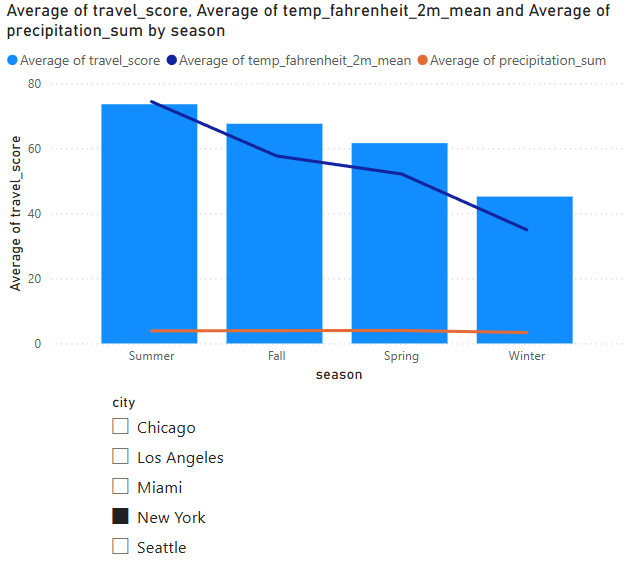 Average of travel_score, Average of temp_fahrenheit_2m_mean and Average of
precipitation_sum by season
Average of travel_score Average of temp_fahrenheit_2m_mean Average of precipitation_sum
Average of travel_score
80
60
40
20
0
Summer Fall Spring Winter
season
city
Chicago
Los Angeles
Miami
New York
Seattle